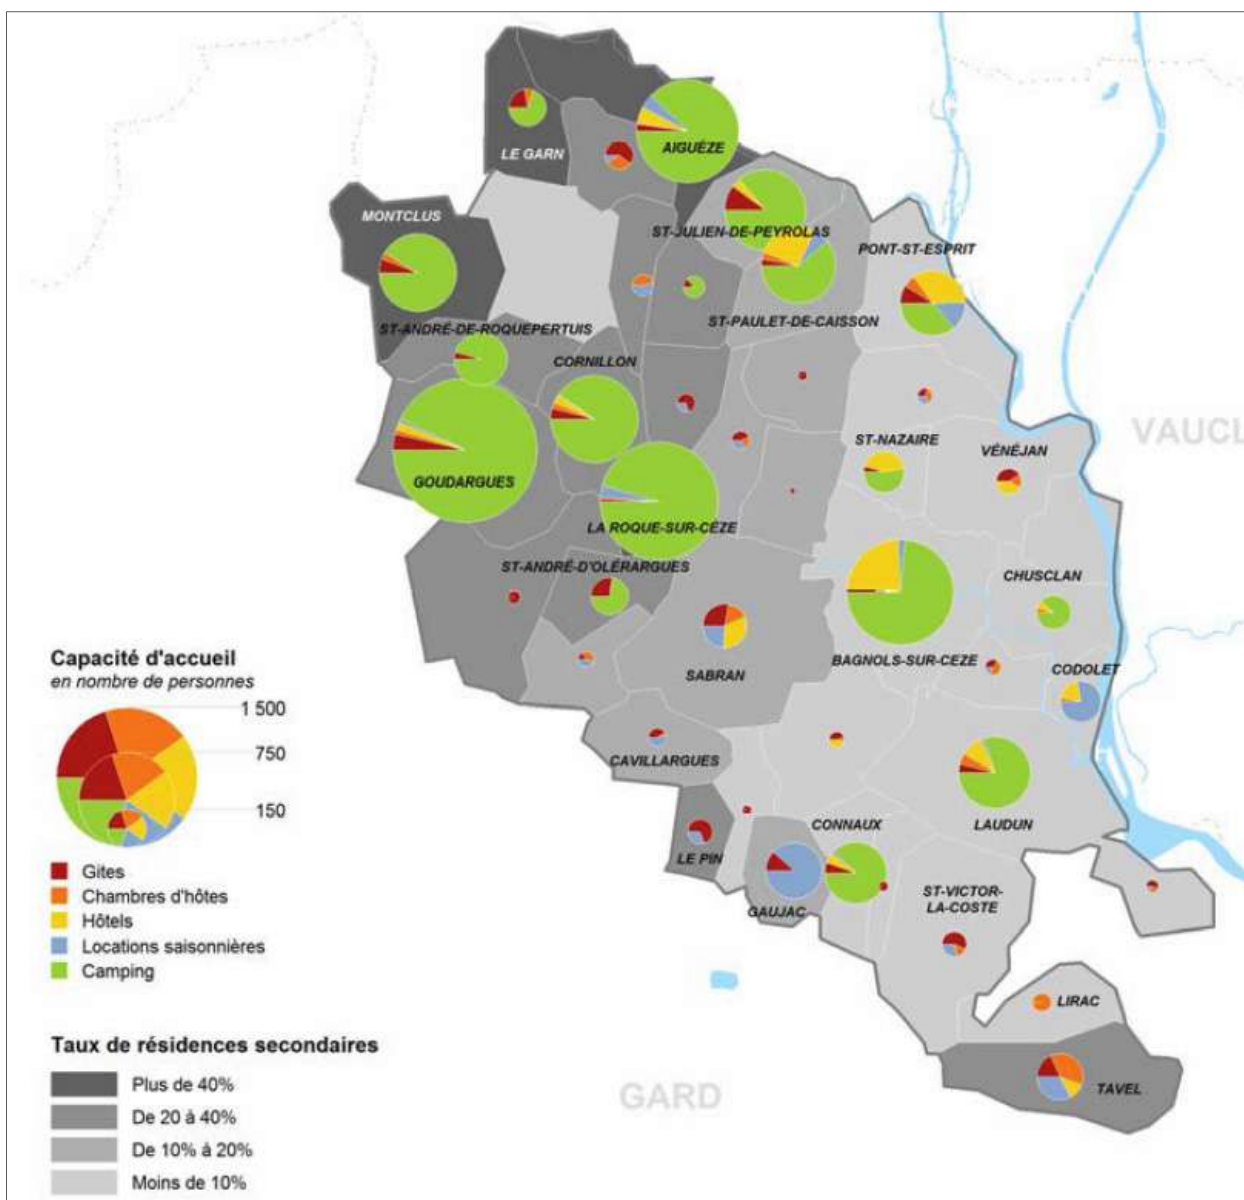 LE GARN
AIGUÉZE
MONTCLUS
ST-JULIEN-DE-PEYROLAS
PONT-ST-ESPRIT
ST-ANDRÉ-DE-ROQUEPERTUIS
ST-PAULET-DE-CAISSON
CORNILLON
VAUCL
ST-NAZAIRE
VÉNÉJAN
GOUDARGUES
LA ROQUE-SUR-CÉZE
ST-ANDRÉ-D'OLÉRARGUES
CHUSCLAN
SABRAN
BAGNOLS-SUR-CEZE
CODOLET
CAVILLARGUES
CONNAUX
LAUDUN
LE PIN
GAUJAC
ST-VICTOR-
LA-COSTE
LIRAC
TAVEL
GARD
Capacité d'accueil
en nombre de personnes
1 500
750
150
Gites
Chambres d'hôtes
Hôtels
Locations saisonnières
Camping
Taux de résidences secondaires
Plus de 40%
De 20 à 40%
De 10% à 20%
Moins de 10%